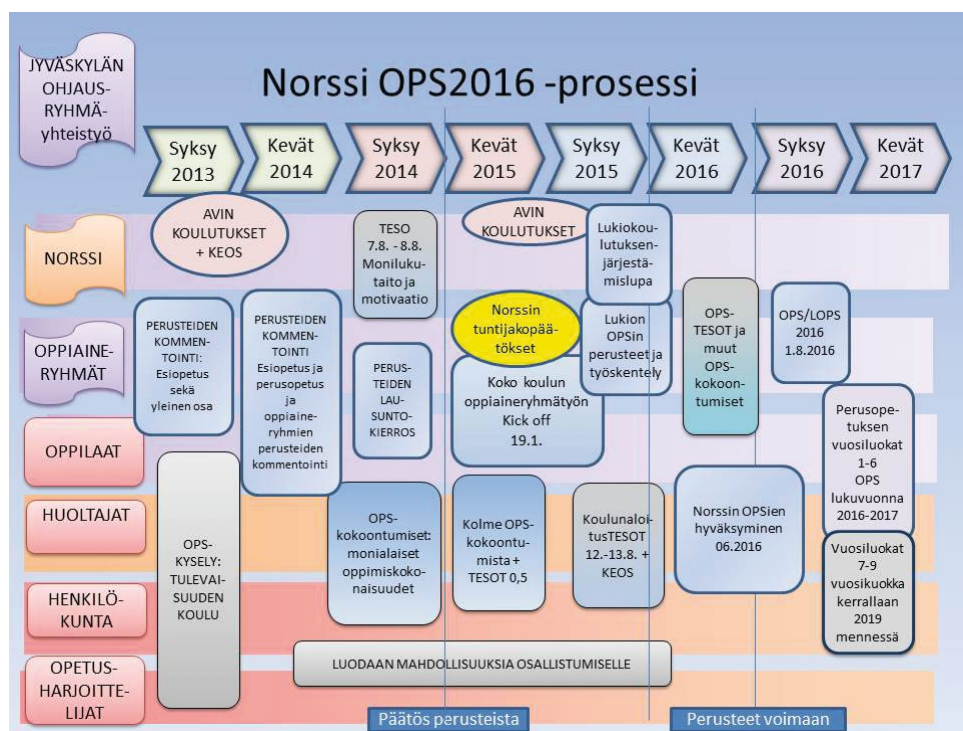 JYVÄSKYLÄN
OHJAUS-
RYHMÄ-
yhteistyö
Norssi OPS2016 -prosessi
Syksy
2013
Kevät
2014
Syksy
2014
Kevät
2015
Syksy
2015
Kevät
2016
Syksy
2016
Kevät
2017
NORSSI
OPPIAINE-
RYHMÄT
OPPILAAT
HUOLTAJAT
HENKILÖ-
KUNTA
OPETUS-
HARJOITTE-
LIJAT
AVIN
KOULUTUKSET
+ KEOS
PERUSTEIDEN
KOMMEN-
TOINTI:
Esiopetus
sekä
yleinen osa
OPS-
KYSELY:
TULEVAI-
SUUDEN
KOULU
PERUSTEIDEN
KOMMEN-
TOINTI
Esiopetus ja
perusopetus
ja
oppiaine-
ryhmien
perusteiden
kommentointi
TESO
7.8. - 8.8.
Moniluku-
taito ja
motivaatio
PERUS-
TEIDEN
LAU-
SUNTO-
KIERROS
OPS-
kokoontumiset:
monialaiset
oppimiskoko-
naisuudet
AVIN
KOULUTUKSET
Norssin
tuntijakopää-
tökset
Koko koulun
oppiaineryhmätyön
Kick off
19.1.
Kolme OPS-
kokoontu-
mista +
TESOT 0,5
Lukiokou-
lutuksen-
järjestä-
mislupa
Lukion
OPSin
perusteet ja
työskentely
Koulunaloi-
tusTESOT
12.-13.8. +
KEOS
OPS-
TESOT ja
muut
OPS-
kokoon-
tumiset
Norssin OPSien
hyväksyminen
06.2016
OPS/LOPS
2016
1.8.2016
Perusope-
tuksen
vuosiluokat
1-6
OPS
lukuvuonna
2016-2017
Vuosiluokat
7-9
vuosikuokka
kerrallaan
2019
mennessä
LUODAAN MAHDOLLISUUKSIA OSALLISTUMISELLE
Päätös perusteista
Perusteet voimaan